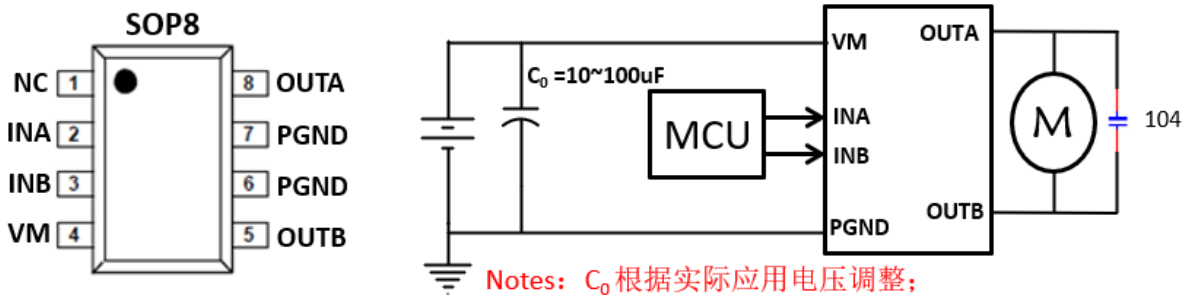 SOP8
NC 1 8 OUTA
INA 2 7 PGND
INB 3 6 PGND
VM 4 5 OUTB
VM OUTA
C₀ =10~100uF
MCU
INA
INB
M
104
OUTB
PGND
Notes：C₀根据实际应用电压调整；